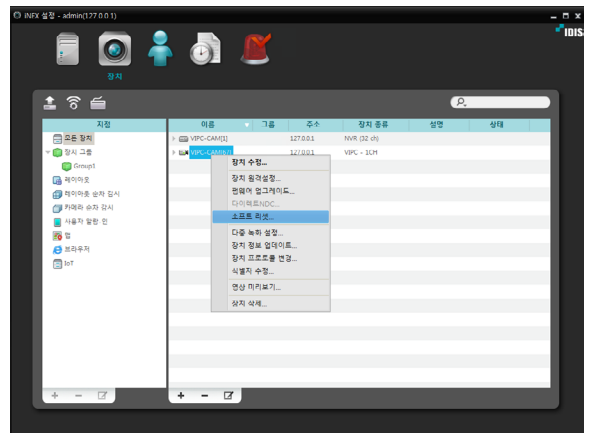 iNEX 설정 - admin(127.0.0.1)
IDIS
장치
지정
이름 그룹 주소 장치 종류 설명 상태
모든 장치
VIPC-CAM[1] 127.0.0.1 NVR (32 ch)
장치 그룹
VIPC-CAM[67] 127.0.0.1 VIPC - 1CH
Group1
레이아웃
레이아웃 순차 감시
카메라 순차 감시
사용자 알람 인
맵
브라우저
IoT
장치 수정...
장치 원격설정...
펌웨어 업그레이드...
다이렉트NDC...
소프트 리셋...
다중 녹화 설정...
장치 정보 업데이트...
장치 프로토콜 변경...
식별자 수정...
영상 미리보기...
장치 삭제...